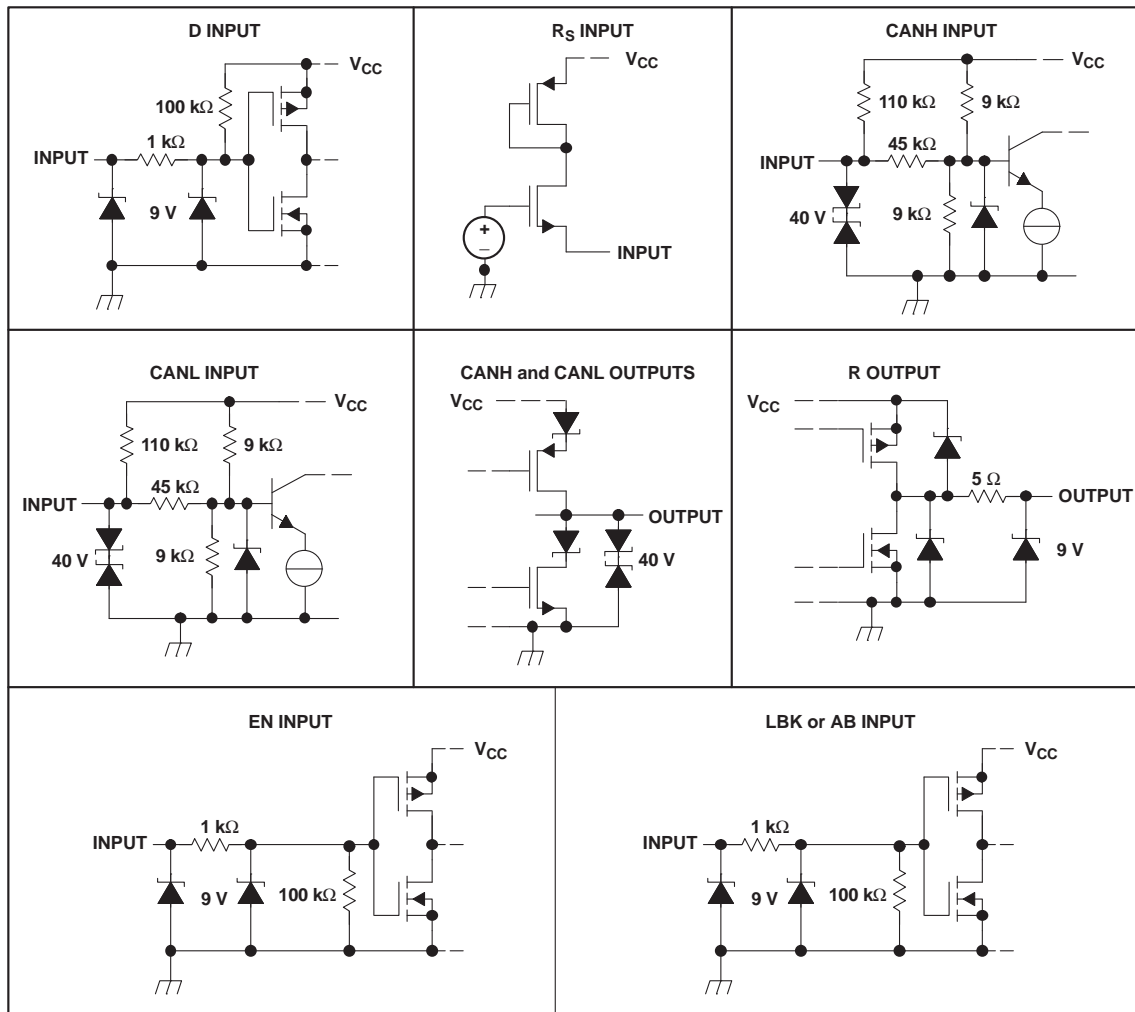 D INPUT
VCC
100 kΩ
1 kΩ
INPUT
9 V
RS INPUT
VCC
+
–
INPUT
CANH INPUT
VCC
110 kΩ
9 kΩ
45 kΩ
INPUT
9 kΩ
40 V
CANL INPUT
VCC
110 kΩ
9 kΩ
45 kΩ
INPUT
9 kΩ
40 V
CANH and CANL OUTPUTS
VCC
OUTPUT
40 V
R OUTPUT
VCC
5 Ω
OUTPUT
9 V
EN INPUT
VCC
1 kΩ
INPUT
9 V
100 kΩ
LBK or AB INPUT
VCC
1 kΩ
INPUT
9 V
100 kΩ